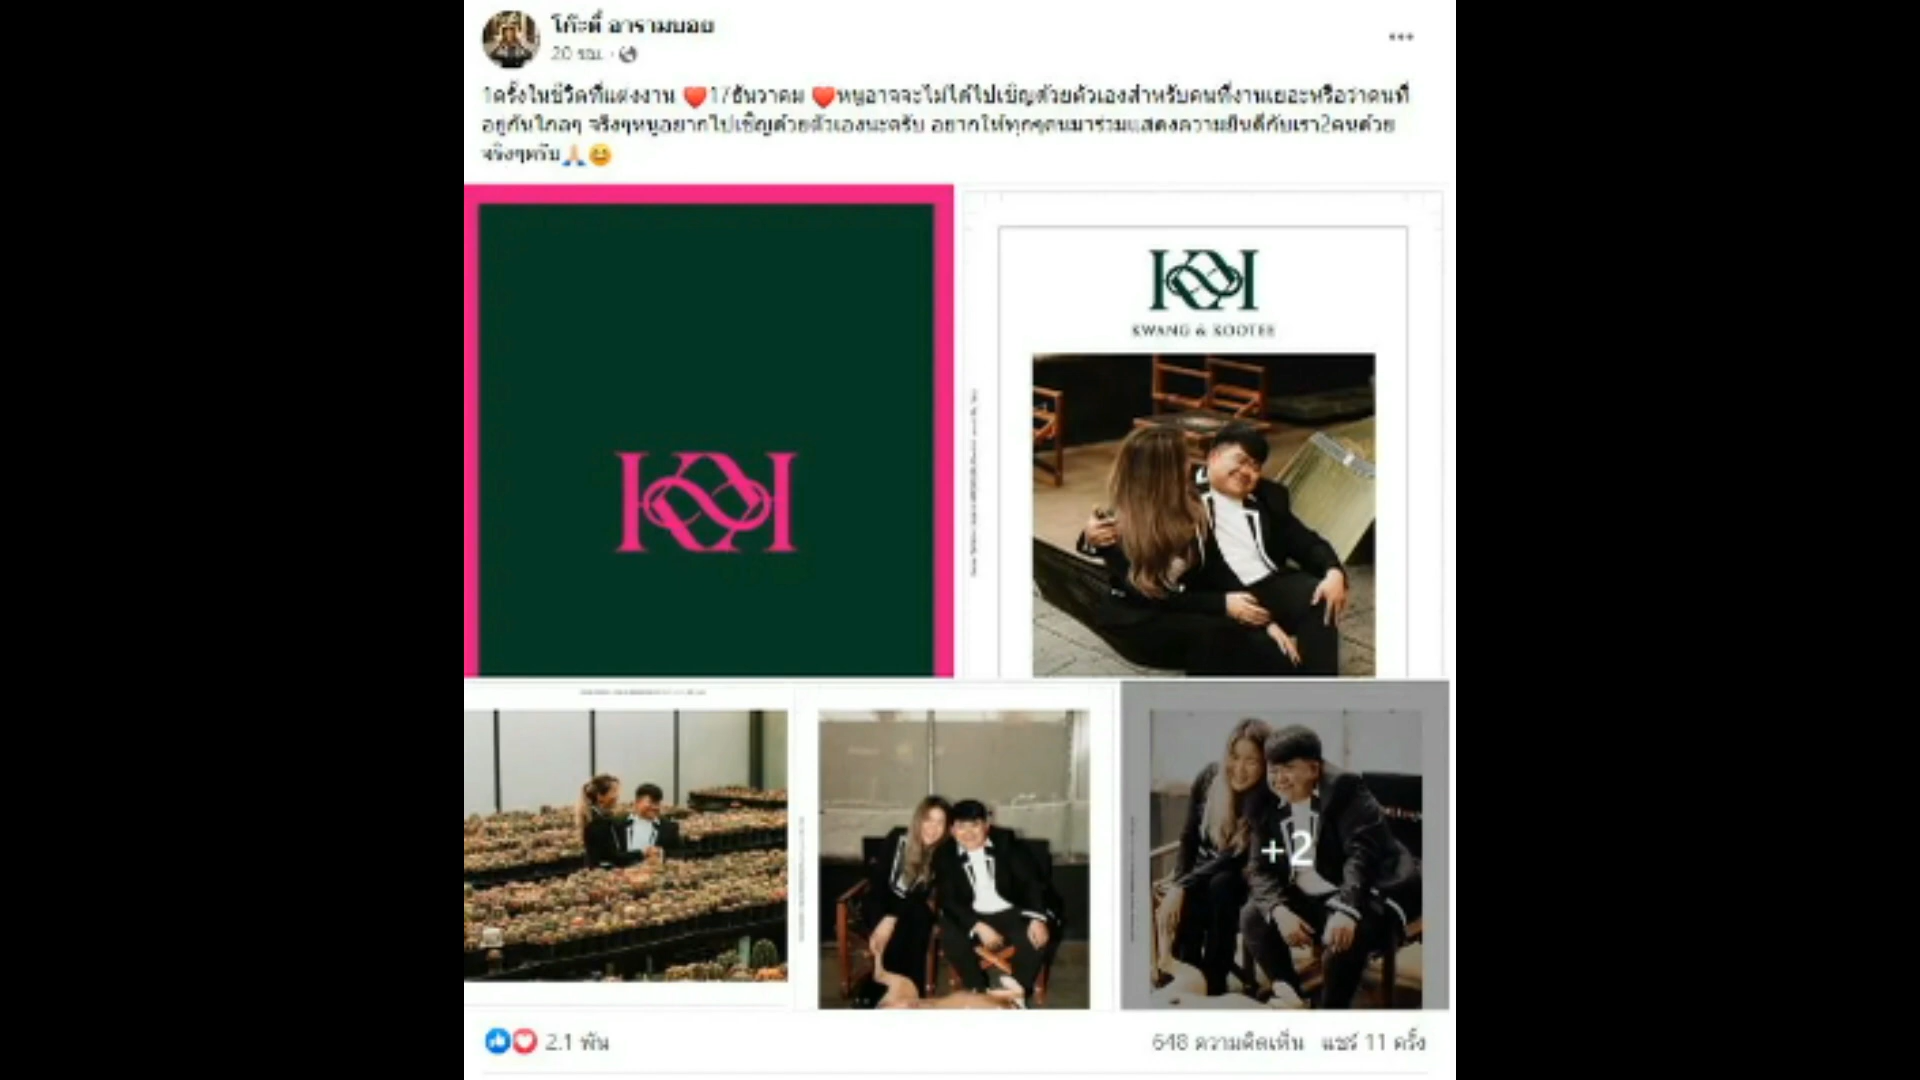 โก๊ะตี๋ อารามบอย
20 ชม.
1ครั้งในชีวิตที่แต่งงาน ❤️17ธันวาคม ❤️หนูอาจจะไม่ได้ไปเชิญด้วยตัวเองสำหรับคนที่งานเยอะหรือว่าคนที่
อยู่กันไกลๆ จริงๆหนูอยากไปเชิญด้วยตัวเองนะครับ อยากให้ทุกๆคนมาร่วมแสดงความยินดีกับเรา2คนด้วย
จริงๆครับ🙏🏻😊
KK
KWANG & KOOTEE
KK
+2
2.1 พัน
648 ความคิดเห็น แชร์ 11 ครั้ง